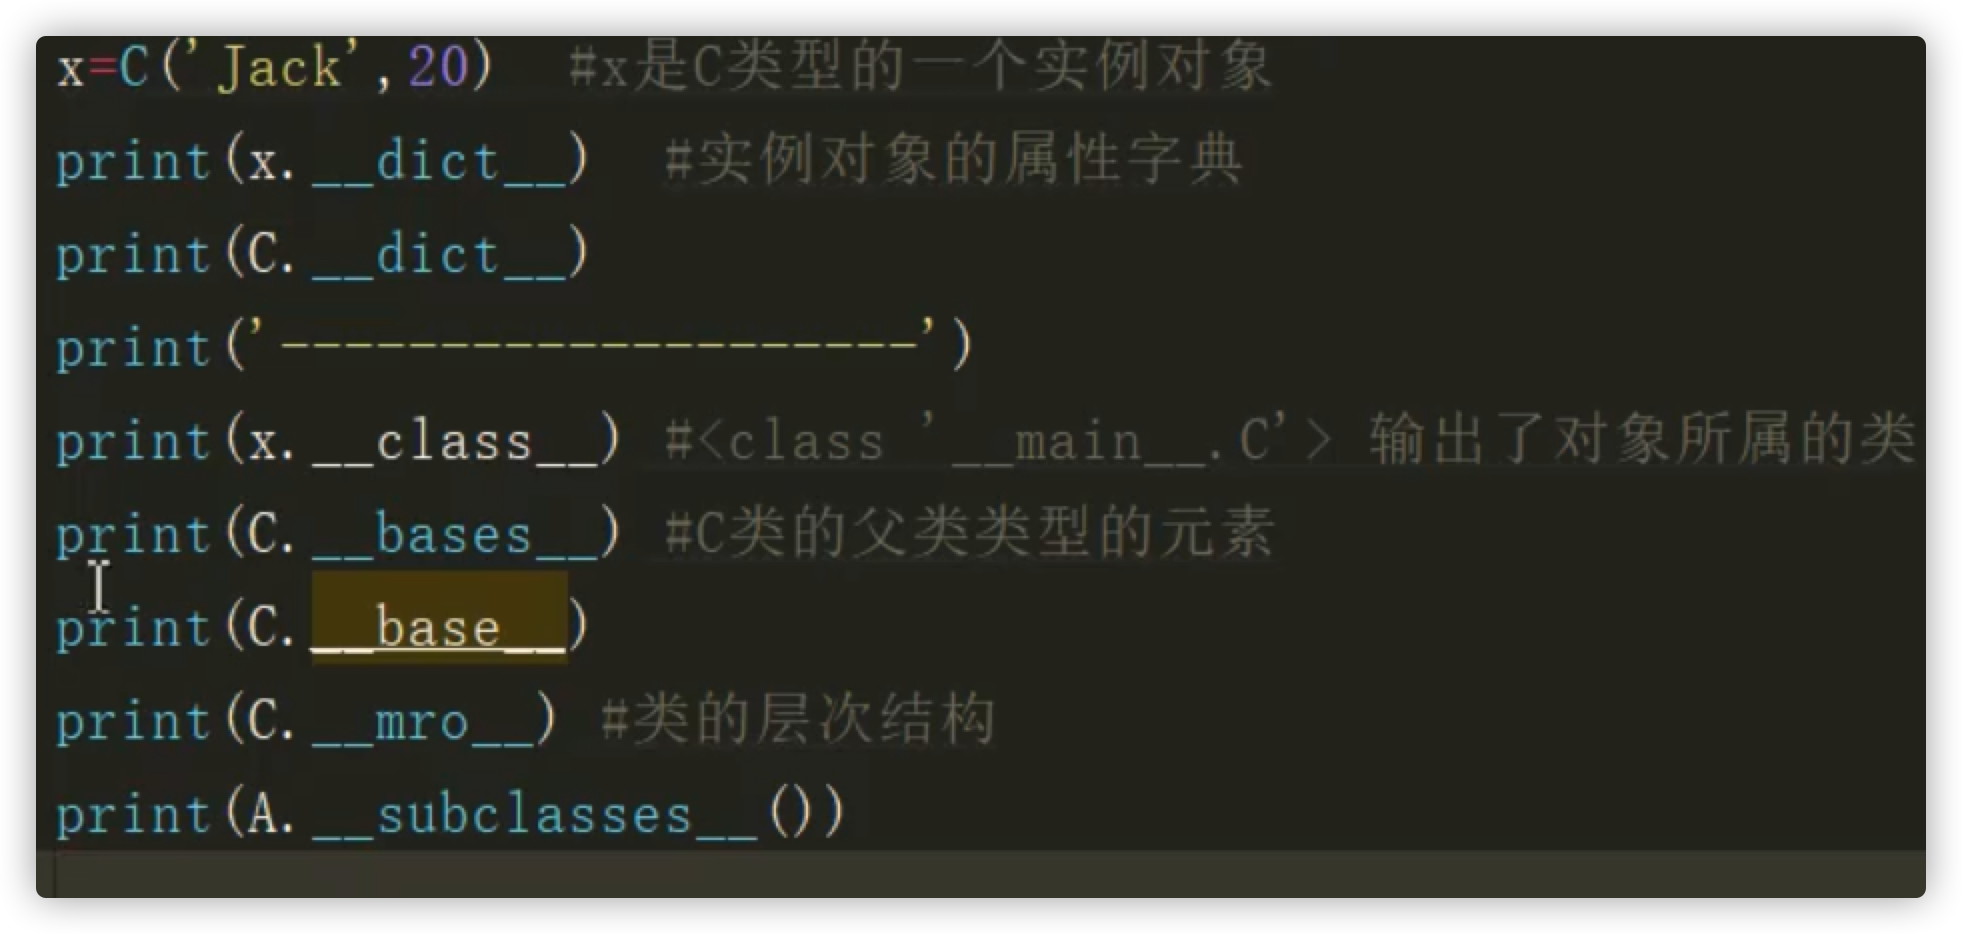 x=C('Jack',20)  #x是C类型的一个实例对象
print(x.__dict__)  #实例对象的属性字典
print(C.__dict__)
print('--------------------')
print(x.__class__) #<class '__main__.C'> 输出了对象所属的类
print(C.__bases__) #C类的父类类型的元素
print(C.__base__)
print(C.__mro__) #类的层次结构
print(A.__subclasses__())